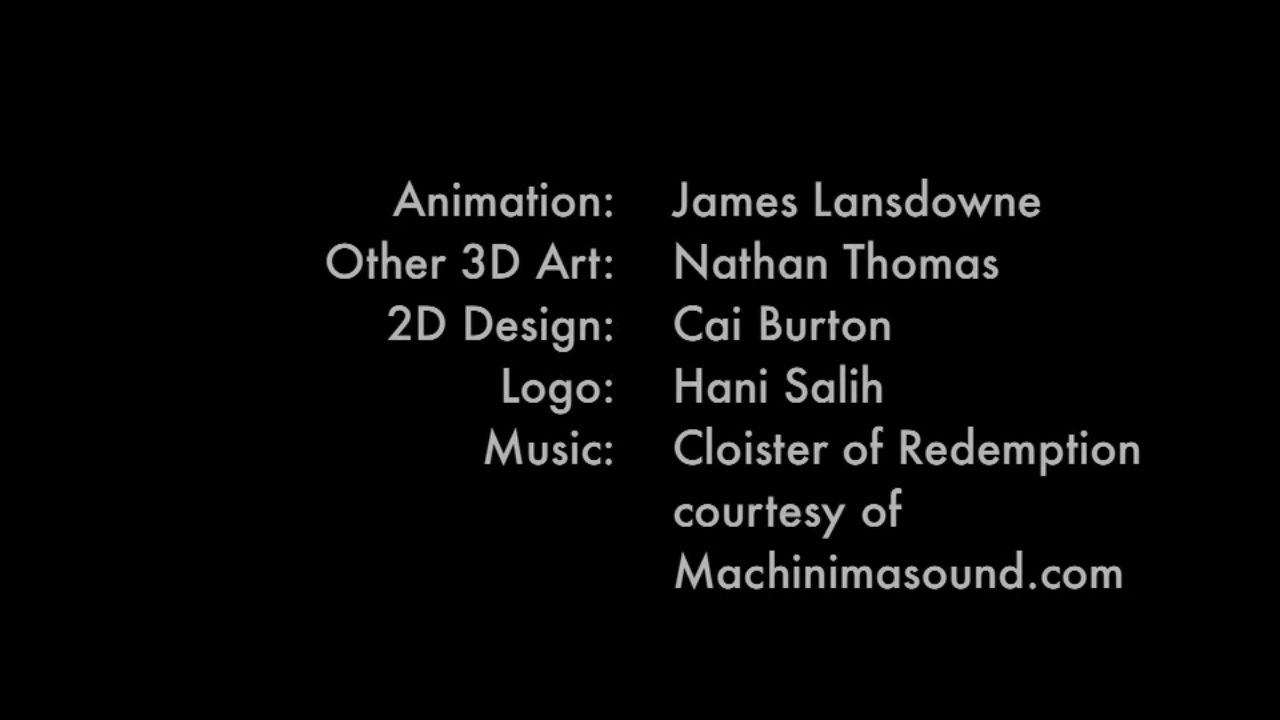 Animation: James Lansdowne
Other 3D Art: Nathan Thomas
2D Design: Cai Burton
Logo: Hani Salih
Music: Cloister of Redemption
courtesy of
Machinimasound.com